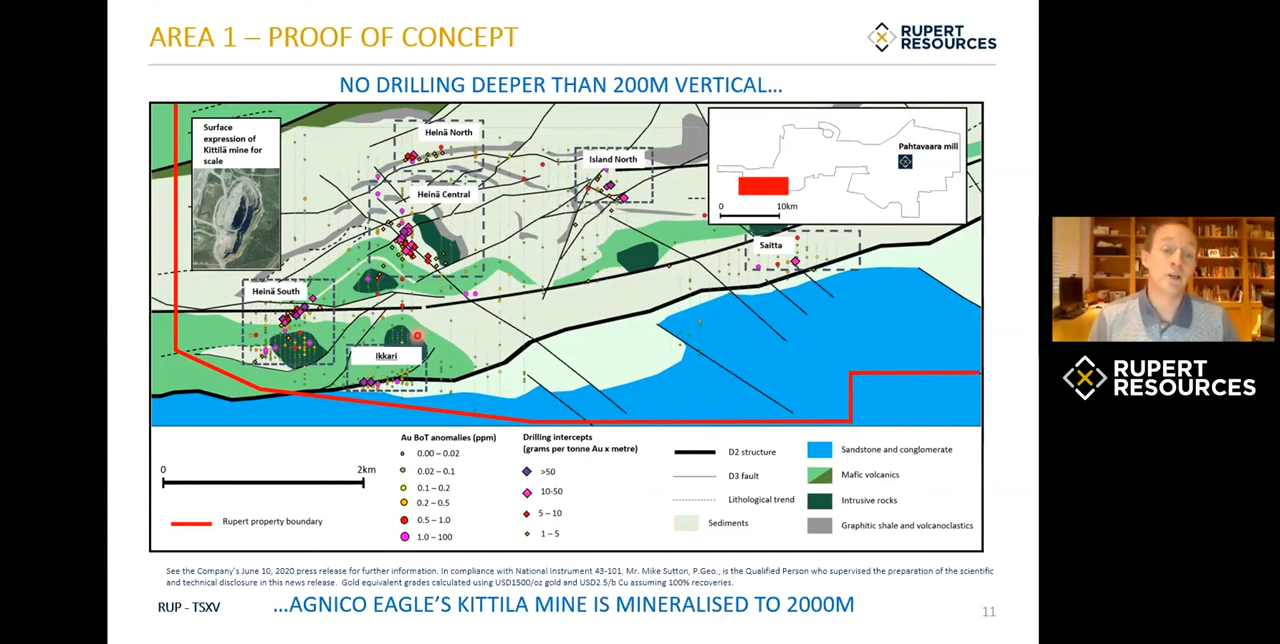 AREA 1 – PROOF OF CONCEPT
RUPERT
RESOURCES
NO DRILLING DEEPER THAN 200M VERTICAL…
Surface
expression of
Kittilä mine for
scale
Heinä North
Island North
Pahtavaara mill
Heinä Central
0
10km
Saitta
Heinä South
Ikkari
RUPERT
RESOURCES
0
2km
Rupert property boundary
Au BoT anomalies (ppm)
0.00 – 0.02
0.02 – 0.1
0.1 – 0.2
0.2 – 0.5
0.5 – 1.0
1.0 - 100
Drilling intercepts
(grams per tonne Au x metre)
>50
10-50
5 – 10
1 – 5
D2 structure
D3 fault
Lithological trend
Sediments
Sandstone and conglomerate
Mafic volcanics
Intrusive rocks
Graphitic shale and volcanoclastics
See the Company's June 10, 2020 press release for further information. In compliance with National Instrument 43-101, Mr. Mike Sutton, P.Geo., is the Qualified Person who supervised the preparation of the scientific
and technical disclosure in this news release. Gold equivalent grades calculated using USD1500/oz gold and USD2.5/b Cu assuming 100% recoveries.
RUP - TSXV
…AGNICO EAGLE'S KITTILA MINE IS MINERALISED TO 2000M
11